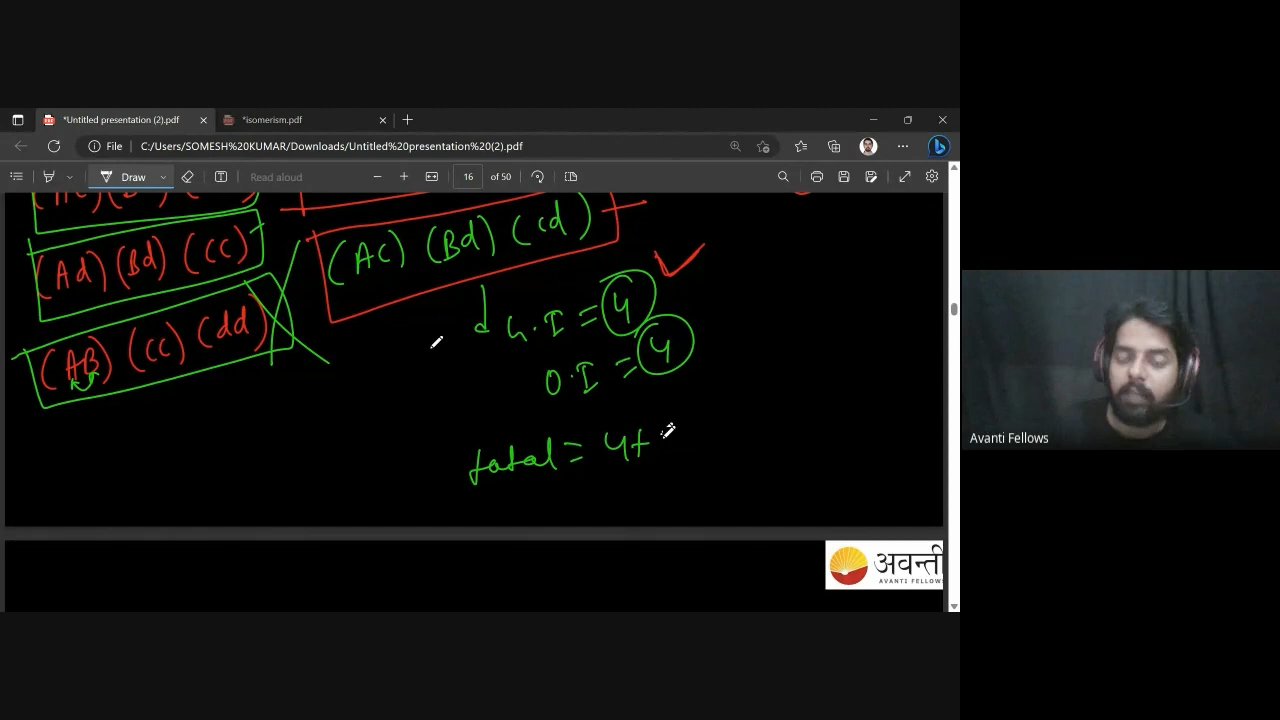 *Untitled presentation (2).pdf
*isomerism.pdf
File
C:/Users/SOMESH%20KUMAR/Downloads/Untitled%20presentation%20(2).pdf
Draw
Read aloud
16 of 50
(Ad) (Bd) (CC)
(AC) (Bd) (Cd)
G.I = 4
(AB) (CC) (dd)
O.I = 4
total = 4+
Avanti Fellows
अवन्ती
AVANTI FELLOW